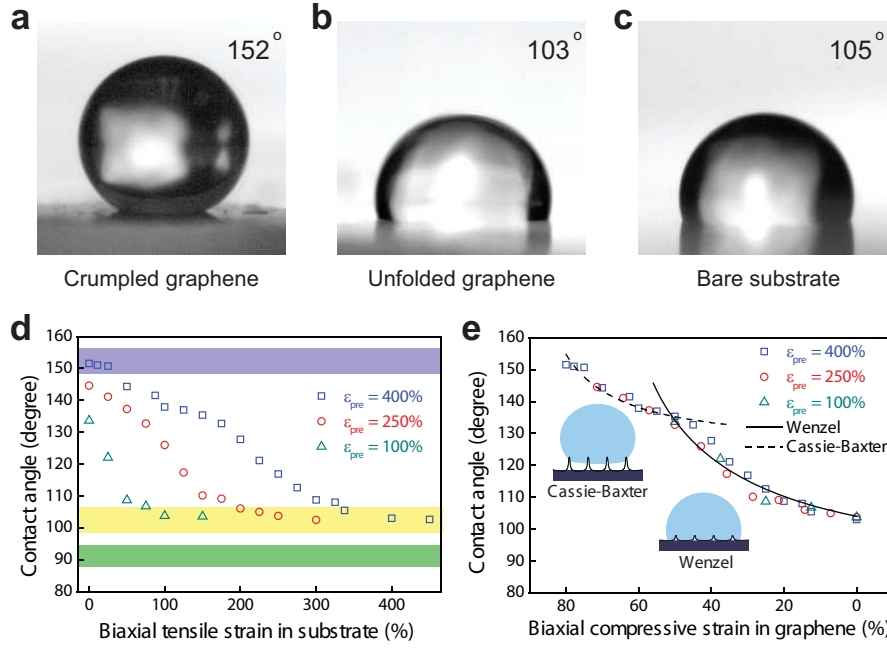 a
152°
Crumpled graphene
b
103°
Unfolded graphene
c
105°
Bare substrate
d
Contact angle (degree)
160
150
140
130
120
110
100
90
80
εpre = 400%
εpre = 250%
εpre = 100%
0
100
200
300
400
Biaxial tensile strain in substrate (%)
e
Contact angle (degree)
160
150
140
130
120
110
100
90
80
εpre = 400%
εpre = 250%
εpre = 100%
Wenzel
Cassie-Baxter
Cassie-Baxter
Wenzel
80
60
40
20
0
Biaxial compressive strain in graphene (%)